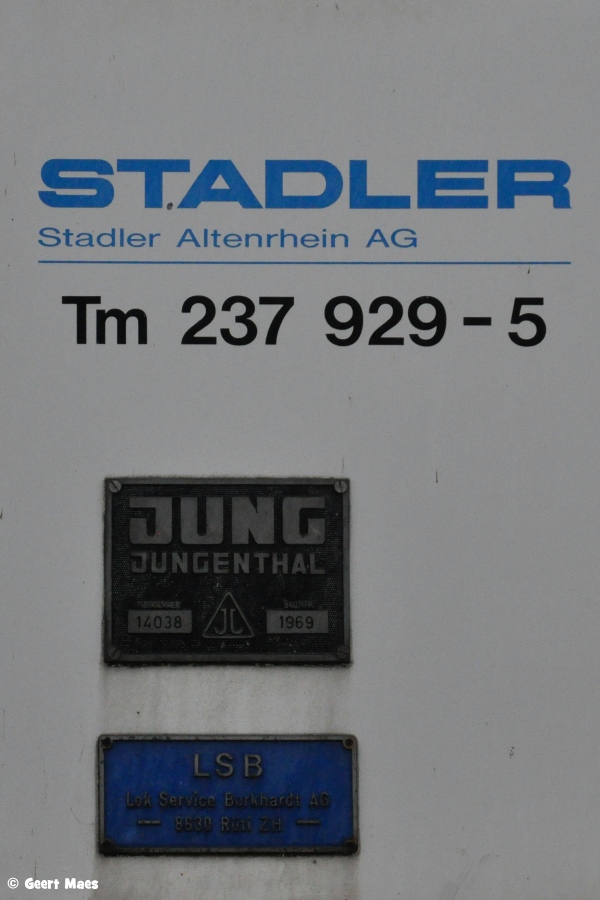 STADLER
Stadler Altenrhein AG
Tm 237 929-5
JUNG
JUNGENTHAL
14038 JJ 1969
LSB
Lok Service Burkhardt AG
— 8630 Rüti ZH —
© Geert Maes